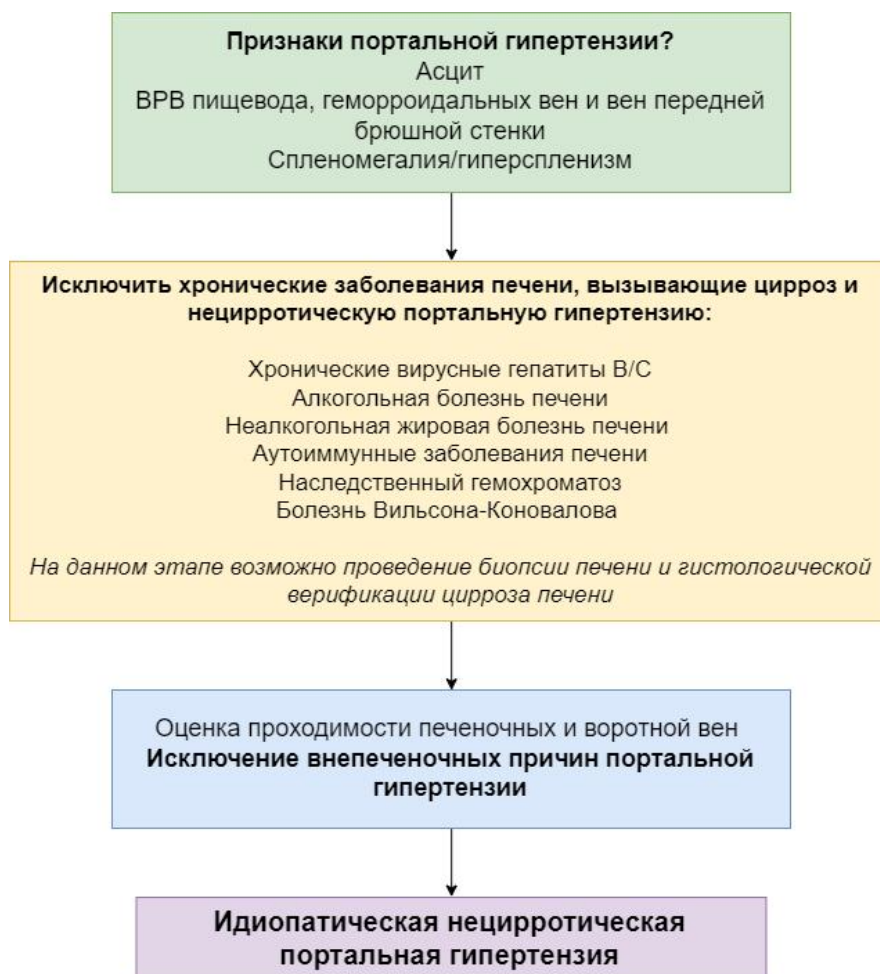 Признаки портальной гипертензии?
Асцит
ВРВ пищевода, геморроидальных вен и вен передней
брюшной стенки
Спленомегалия/гиперспленизм
Исключить хронические заболевания печени, вызывающие цирроз и
нецирротическую портальную гипертензию:
Хронические вирусные гепатиты В/С
Алкогольная болезнь печени
Неалкогольная жировая болезнь печени
Аутоиммунные заболевания печени
Наследственный гемохроматоз
Болезнь Вильсона-Коновалова
На данном этапе возможно проведение биопсии печени и гистологической
верификации цирроза печени
Оценка проходимости печеночных и воротной вен
Исключение внепеченочных причин портальной
гипертензии
Идиопатическая нецирротическая
портальная гипертензия